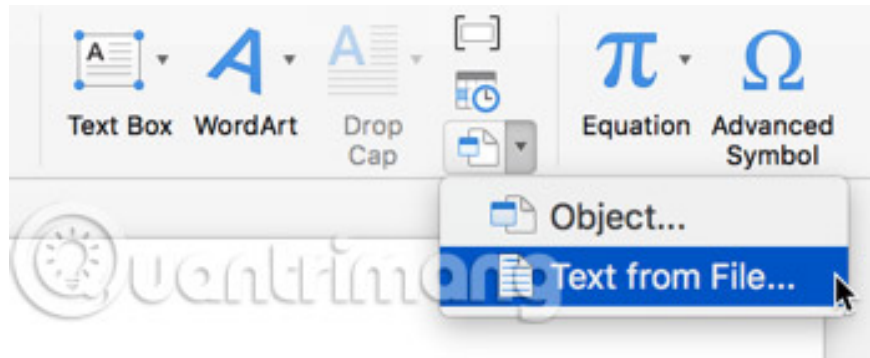 Text Box WordArt Drop Cap Equation Advanced Symbol
Object...
Text from File...
Quantrimang